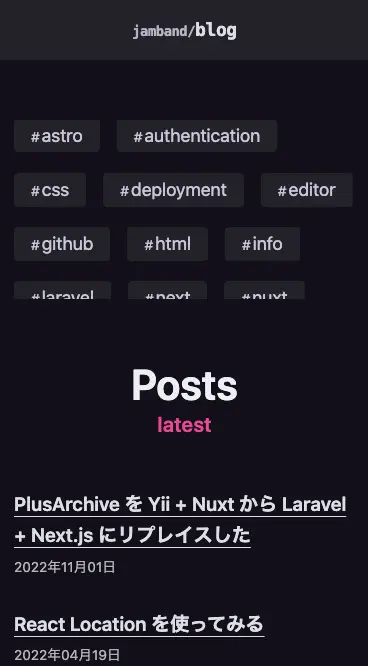 jamband/blog
#astro #authentication
#css #deployment #editor
#github #html #info
#laravel #next #nuxt
Posts
latest
PlusArchive を Yii + Nuxt から Laravel
+ Next.js にリプレイスした
2022年11月01日
React Location を使ってみる
2022年04月19日